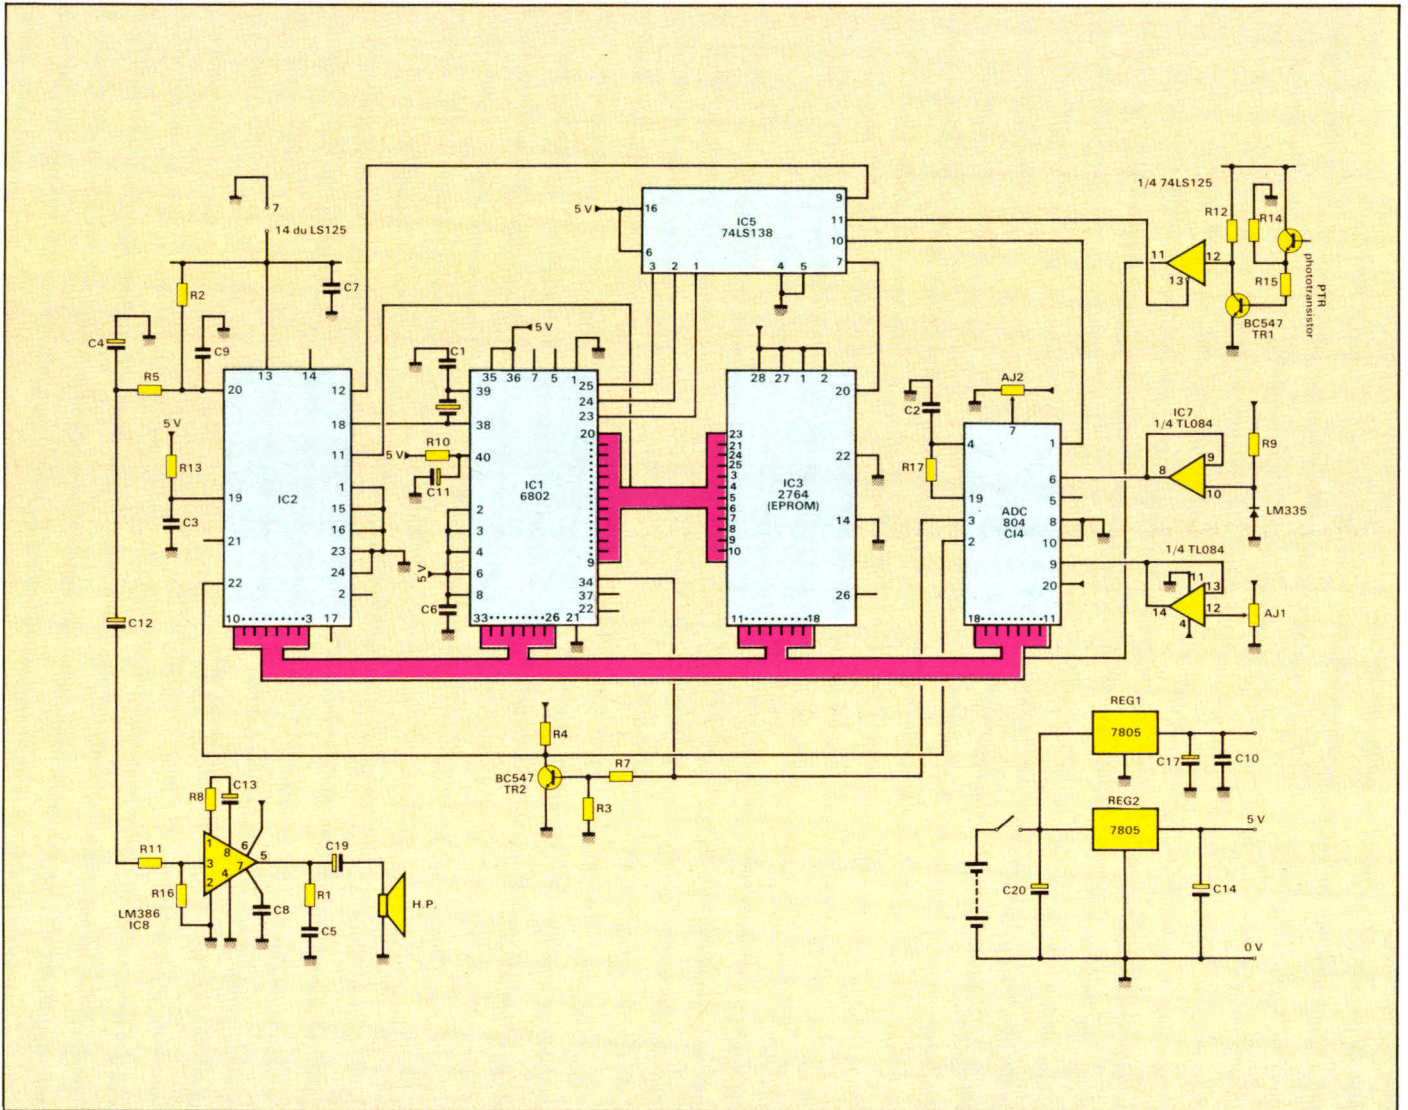 1/4 74LS125
R12
R14
PTR
phototransistor
R15
BC547
TR1
11
12
13
5 V
16
6
IC5
74LS138
9
11
10
7
3
2
1
4
5
7
14 du LS125
R2
C7
C4
C9
R5
5 V
R13
C3
C12
20
13
14
12
18
11
1
15
16
23
24
2
19
21
22
10
3
17
IC2
5 V
C1
R10
5 V
C11
5 V
C6
35
36
7
5
1
39
38
40
2
3
4
6
8
33
26
21
25
24
23
20
9
34
37
22
IC1
6802
28
27
1
2
20
23
21
24
25
3
4
5
6
7
8
9
10
22
14
26
11
18
IC3
2764
(EPROM)
AJ2
C2
R17
7
4
19
3
2
1
6
5
8
10
9
20
18
11
ADC
804
CI4
IC7
1/4 TL084
8
9
10
R9
LM335
1/4 TL084
11
13
14
12
4
AJ1
R4
BC547
TR2
R7
R3
REG1
7805
C17
C10
REG2
7805
5 V
C20
C14
0 V
R8
C13
R11
R16
1
3
2
8
4
6
7
5
LM386
IC8
C8
C19
R1
C5
H.P.